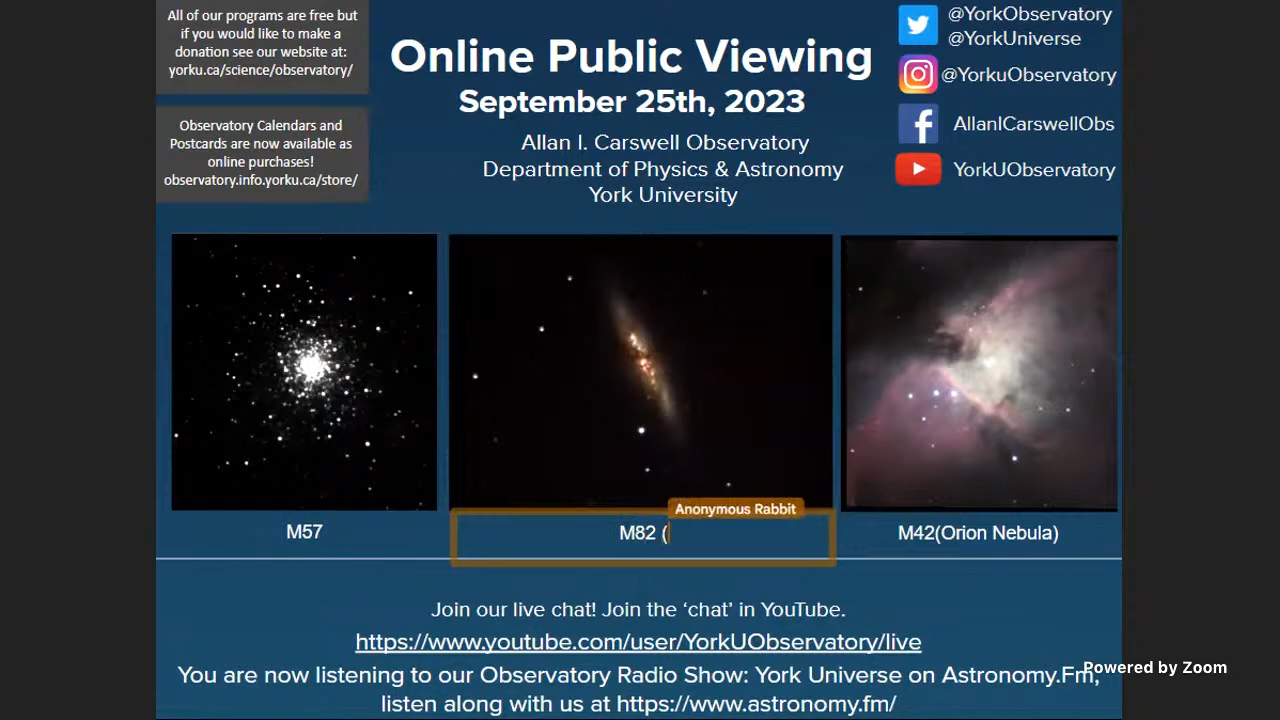 All of our programs are free but
if you would like to make a
donation see our website at:
yorku.ca/science/observatory/
Observatory Calendars and
Postcards are now available as
online purchases!
observatory.info.yorku.ca/store/
Online Public Viewing
September 25th, 2023
Allan I. Carswell Observatory
Department of Physics & Astronomy
York University
@YorkObservatory
@YorkUniverse
@YorkuObservatory
AllanICarswellObs
YorkUObservatory
Anonymous Rabbit
M57
M82 (
M42(Orion Nebula)
Join our live chat! Join the ‘chat’ in YouTube.
https://www.youtube.com/user/YorkUObservatory/live
You are now listening to our Observatory Radio Show: York Universe on Astronomy.Fm,
listen along with us at https://www.astronomy.fm/
Powered by Zoom